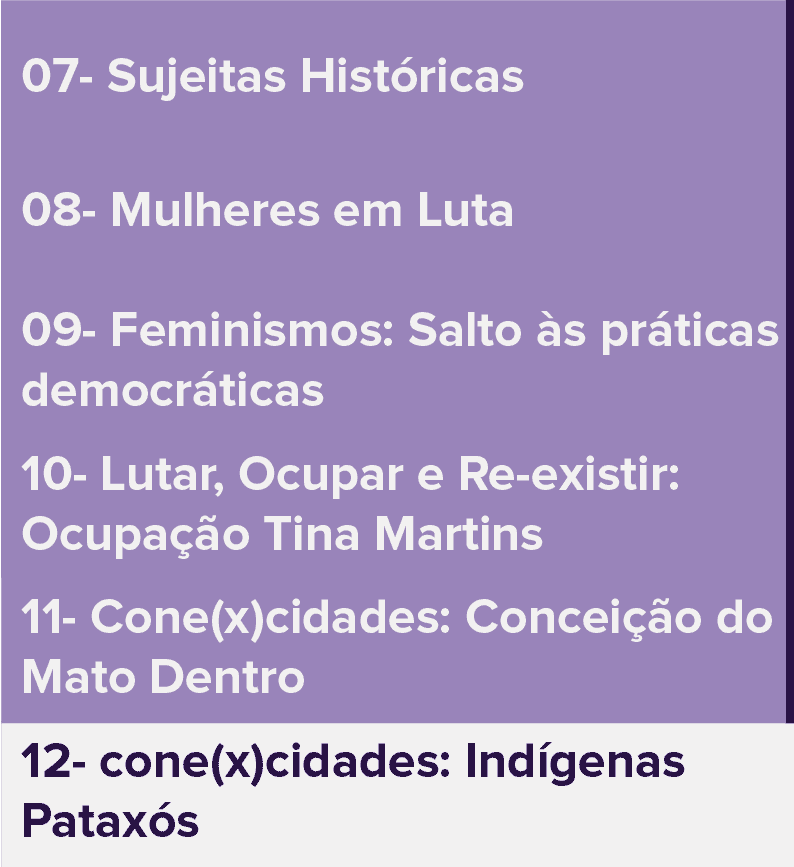 07- Sujeitas Históricas
08- Mulheres em Luta
09- Feminismos: Salto às práticas
democráticas
10- Lutar, Ocupar e Re-existir:
Ocupação Tina Martins
11- Cone(x)cidades: Conceição do
Mato Dentro
12- cone(x)cidades: Indígenas
Pataxós